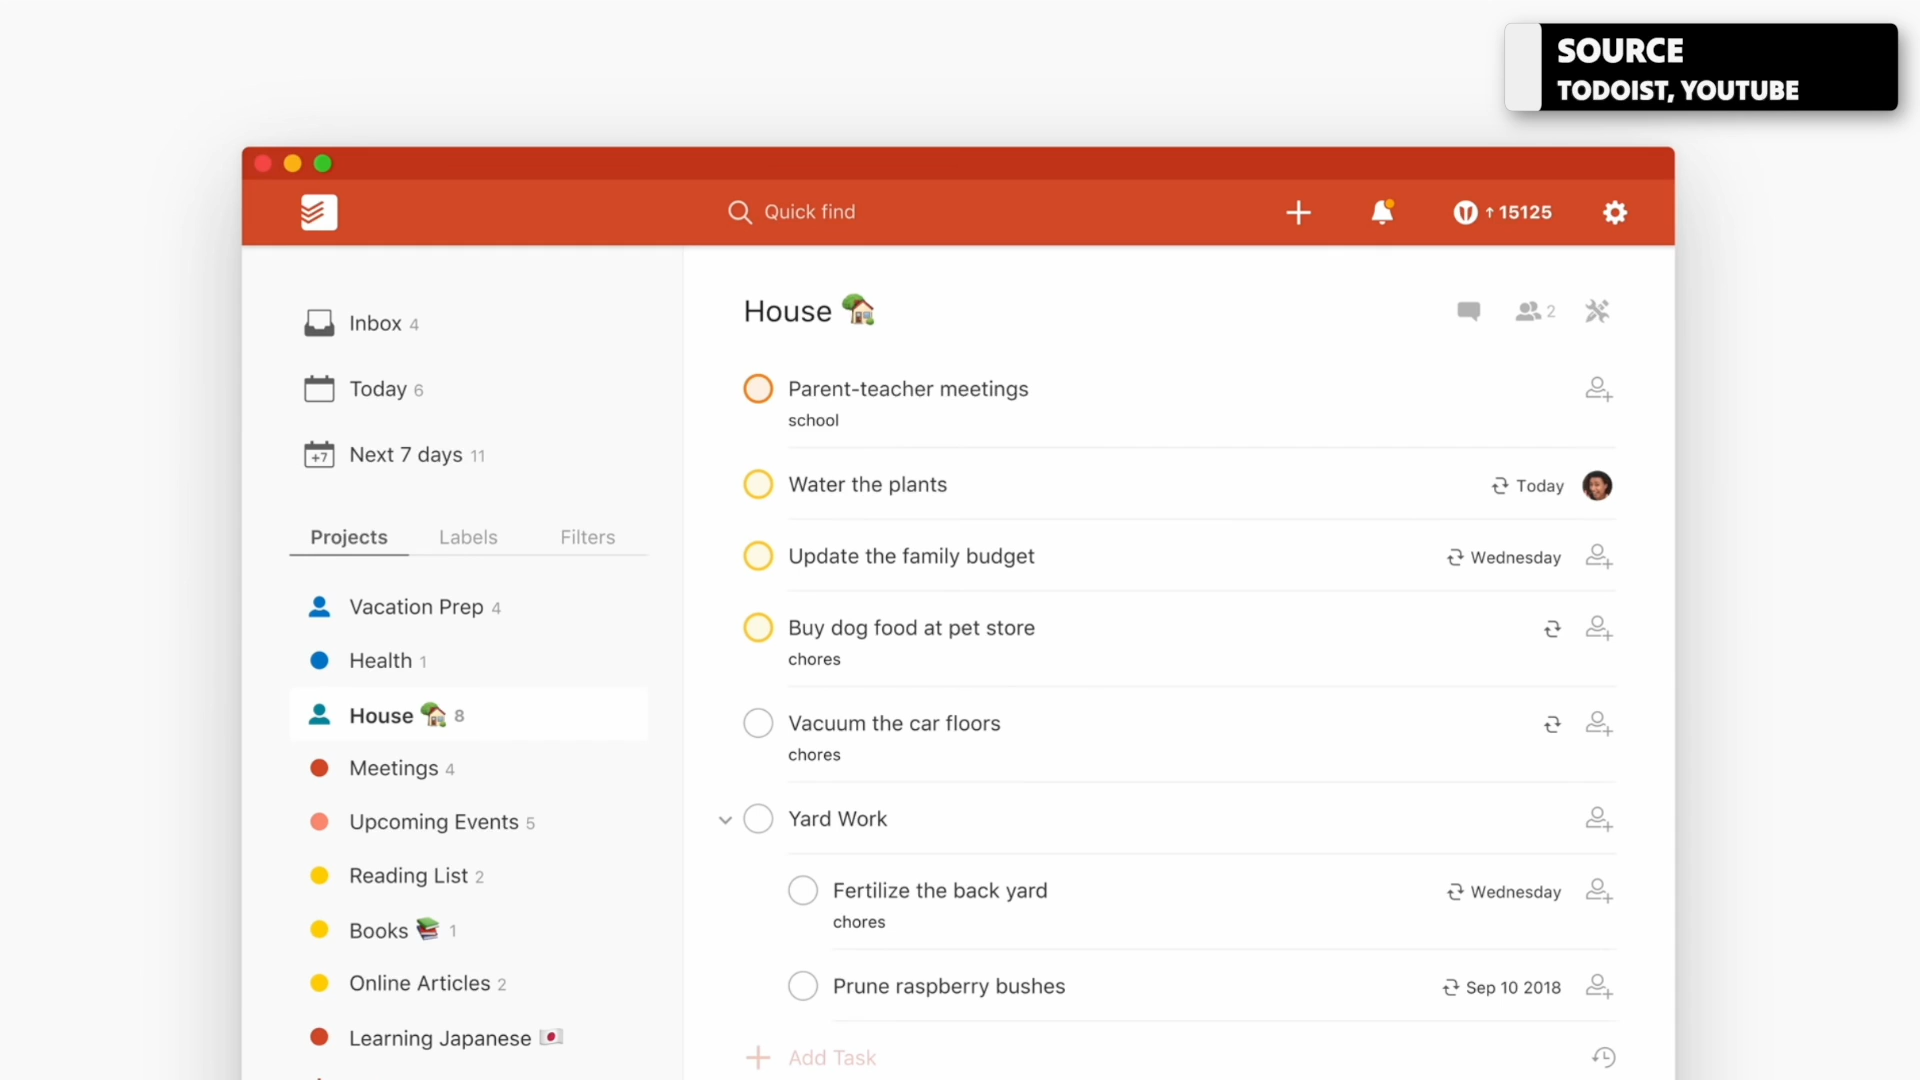 SOURCE
TODOIST, YOUTUBE
Quick find
15125
Inbox 4
Today 6
+7 Next 7 days 11
Projects Labels Filters
Vacation Prep 4
Health 1
House 8
Meetings 4
Upcoming Events 5
Reading List 2
Books 1
Online Articles 2
Learning Japanese
House
2
Parent-teacher meetings
school
Water the plants Today
Update the family budget Wednesday
Buy dog food at pet store
chores
Vacuum the car floors
chores
Yard Work
Fertilize the back yard Wednesday
chores
Prune raspberry bushes Sep 10 2018
Add Task